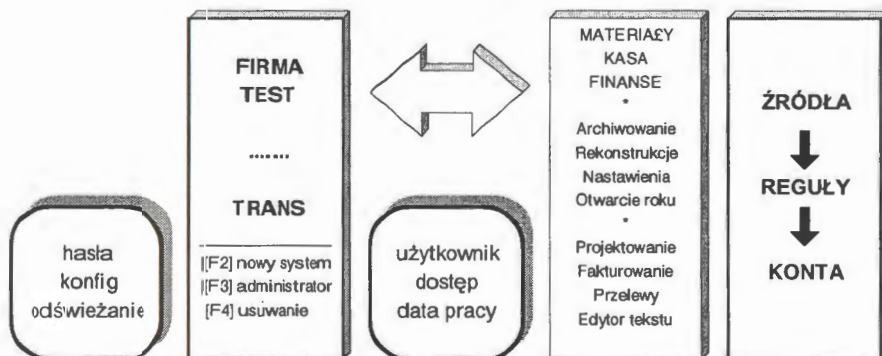 hasła
konfig
odświeżanie
FIRMA
TEST
.......
TRANS
[F2] nowy system
[F3] administrator
[F4] usuwanie
użytkownik
dostęp
data pracy
MATERIA£Y
KASA
FINANSE
*
Archiwowanie
Rekonstrukcje
Nastawienia
Otwarcie roku
*
Projektowanie
Fakturowanie
Przelewy
Edytor tekstu
ŹRÓDŁA
REGUŁY
KONTA